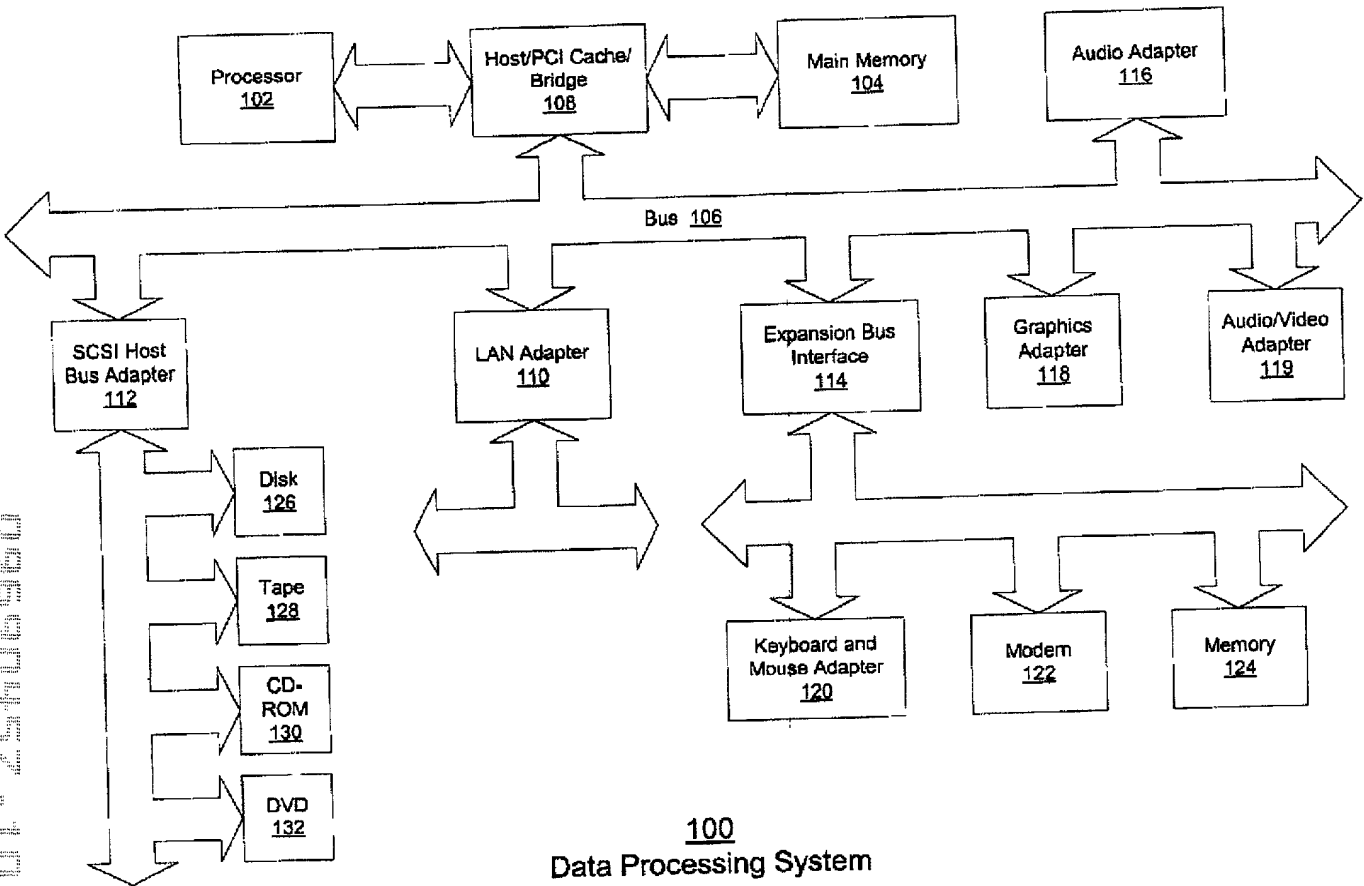 Processor
102
Host/PCI Cache/
Bridge
108
Main Memory
104
Audio Adapter
116
Bus 106
SCSI Host
Bus Adapter
112
LAN Adapter
110
Expansion Bus
Interface
114
Graphics
Adapter
118
Audio/Video
Adapter
119
Disk
126
Tape
128
CD-
ROM
130
DVD
132
Keyboard and
Mouse Adapter
120
Modem
122
Memory
124
100
Data Processing System